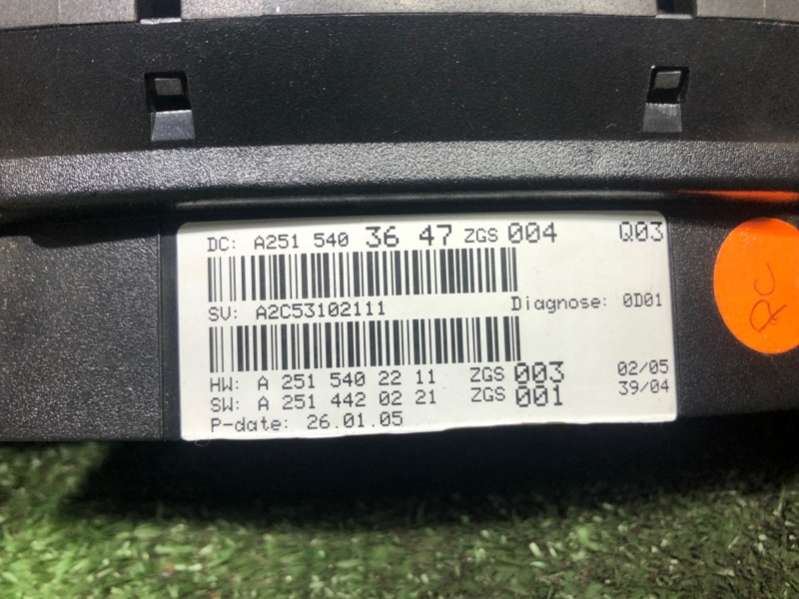 DC: A251 540 36 47 ZGS 004 Q03
SV: A2C53102111 Diagnose: 0D01
HW: A 251 540 22 11 ZGS 003 02/05
SW: A 251 442 02 21 ZGS 001 39/04
P-date: 26.01.05
QC